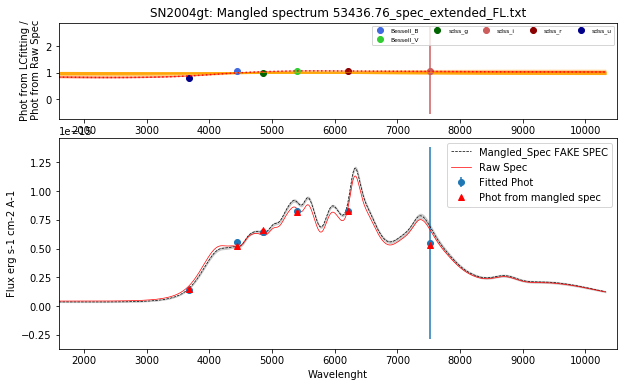 SN2004gt: Mangled spectrum 53436.76_spec_extended_FL.txt
Phot from LCfitting /
Phot from Raw Spec
2
1
0
Bessell_B
Bessell_V
sdss_g
sdss_i
sdss_r
sdss_u
2000 3000 4000 5000 6000 7000 8000 9000 10000
1e−15
Flux erg s-1 cm-2 A-1
1.25
1.00
0.75
0.50
0.25
0.00
−0.25
Mangled_Spec FAKE SPEC
Raw Spec
Fitted Phot
Phot from mangled spec
2000 3000 4000 5000 6000 7000 8000 9000 10000
Wavelenght